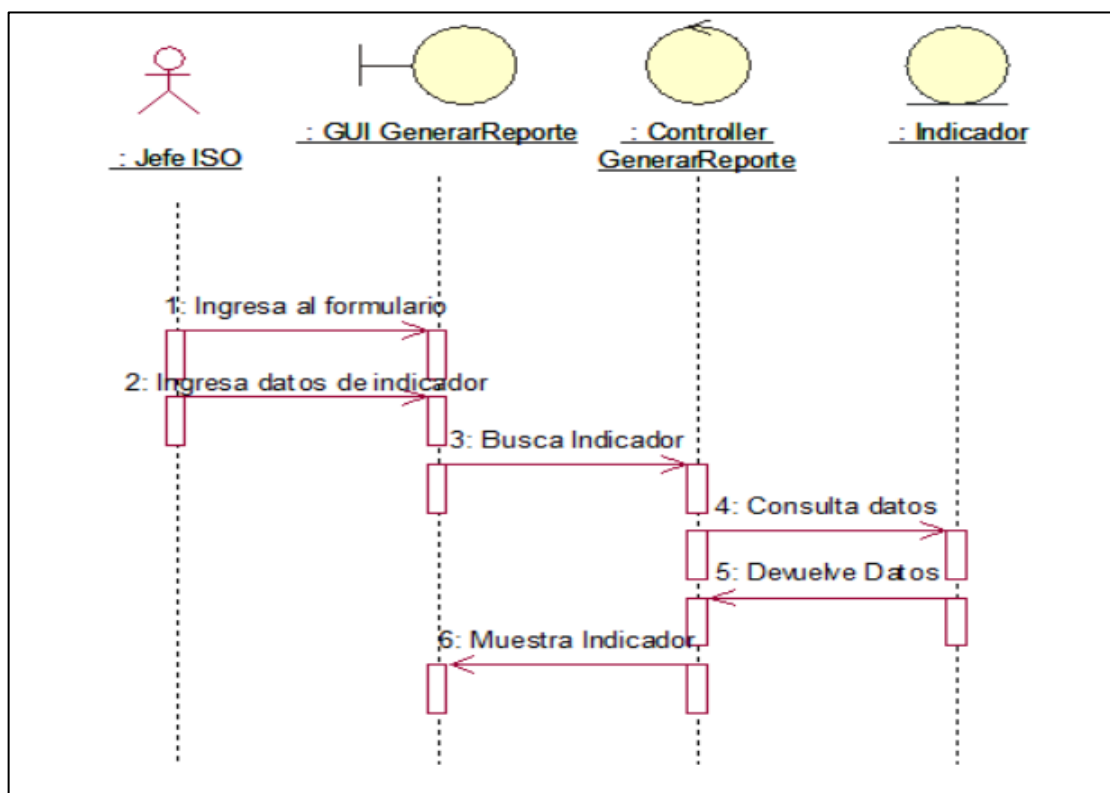 : Jefe ISO
: GUI GenerarReporte
: Controller
GenerarReporte
: Indicador
1: Ingresa al formulario
2: Ingresa datos de indicador
3: Busca Indicador
4: Consulta datos
5: Devuelve Datos
6: Muestra Indicador